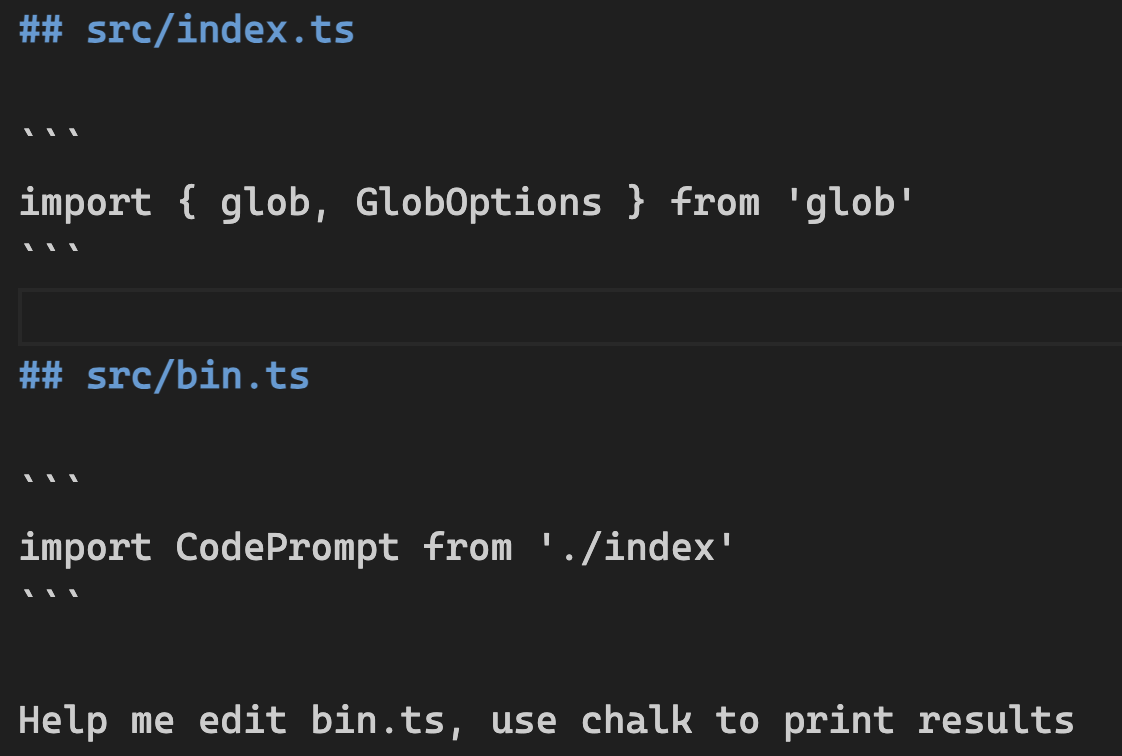 ## src/index.ts
```
import { glob, GlobOptions } from 'glob'
```
## src/bin.ts
```
import CodePrompt from './index'
```
Help me edit bin.ts, use chalk to print results